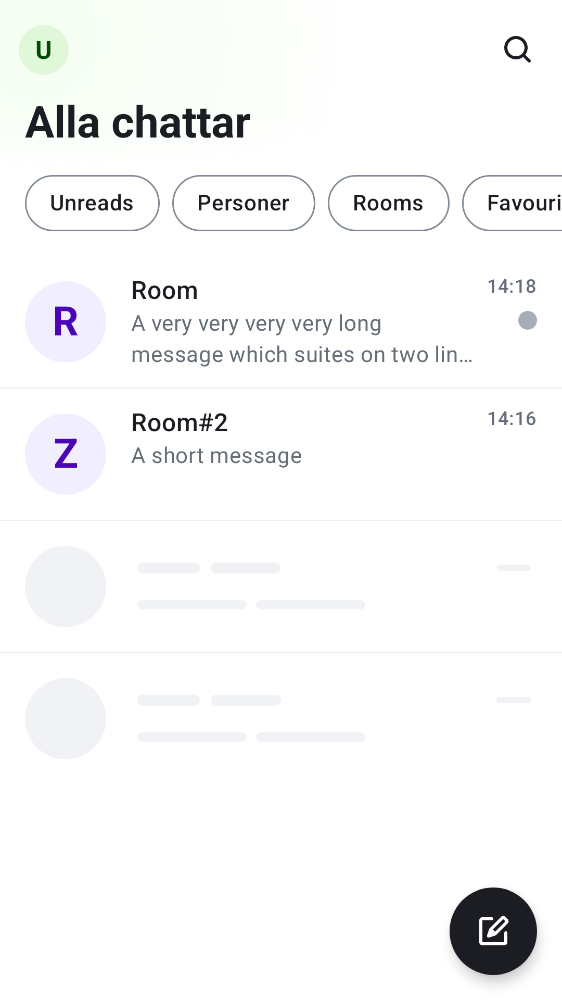 U
Alla chattar
Unreads
Personer
Rooms
Favouri
R
Room
14:18
A very very very very long
message which suites on two lin…
Z
Room#2
14:16
A short message